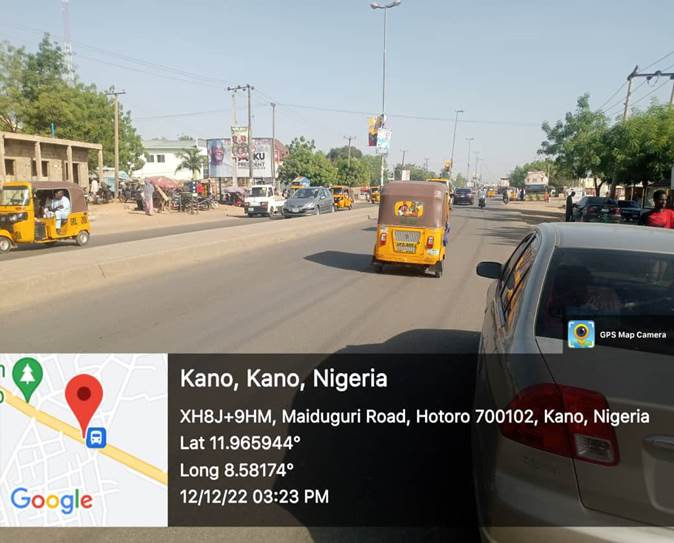 KU
GPS Map Camera
Kano, Kano, Nigeria
XH8J+9HM, Maiduguri Road, Hotoro 700102, Kano, Nigeria
Lat 11.965944°
Long 8.58174°
12/12/22 03:23 PM
Google